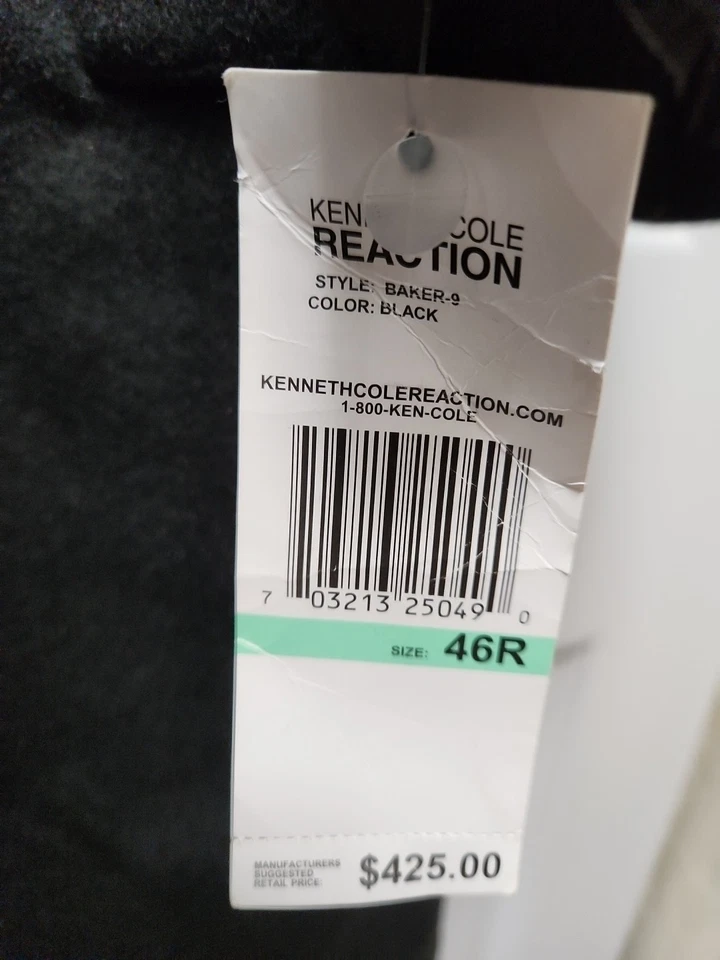 KEN COLE
REACTION
STYLE: BAKER-9
COLOR: BLACK
KENNETHCOLEREACTION.COM
1-800-KEN-COLE
7 03213 25049 0
SIZE: 46R
MANUFACTURERS
SUGGESTED
RETAIL PRICE: $425.00